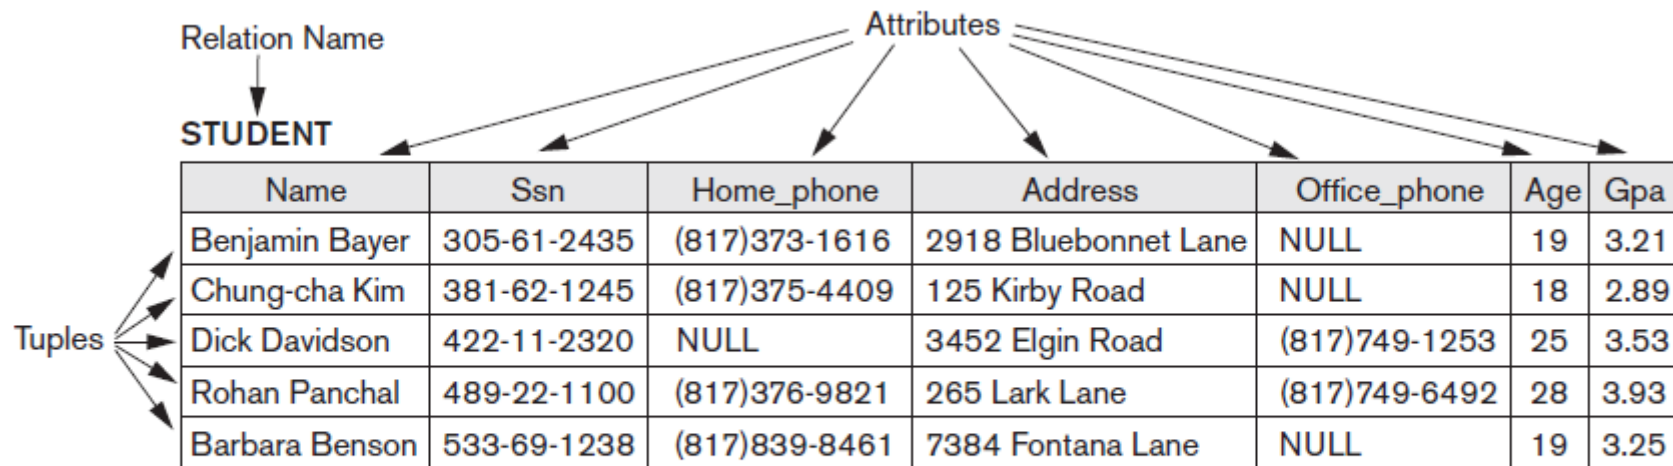 Relation Name
Attributes
STUDENT
Name Ssn Home_phone Address Office_phone Age Gpa
Benjamin Bayer 305-61-2435 (817)373-1616 2918 Bluebonnet Lane NULL 19 3.21
Chung-cha Kim 381-62-1245 (817)375-4409 125 Kirby Road NULL 18 2.89
Tuples
Dick Davidson 422-11-2320 NULL 3452 Elgin Road (817)749-1253 25 3.53
Rohan Panchal 489-22-1100 (817)376-9821 265 Lark Lane (817)749-6492 28 3.93
Barbara Benson 533-69-1238 (817)839-8461 7384 Fontana Lane NULL 19 3.25